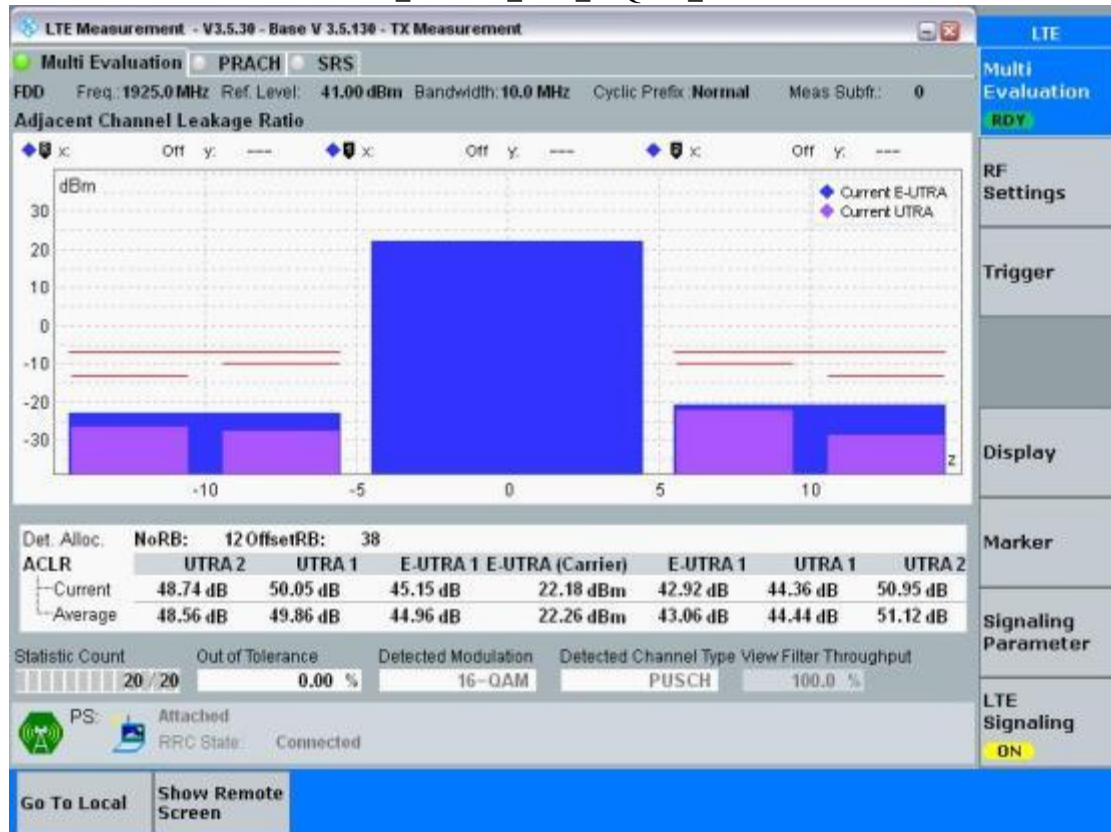 LTE Measurement - V3.5.30 - Base V 3.5.130 - TX Measurement
LTE
Multi Evaluation PRACH SRS
Multi Evaluation
RDY
FDD Freq.: 1925.0 MHz Ref. Level: 41.00 dBm Bandwidth: 10.0 MHz Cyclic Prefix: Normal Meas Subfr.: 0
Adjacent Channel Leakage Ratio
x: Off y: --- x: Off y: --- x: Off y: ---
dBm
Current E-UTRA
Current UTRA
30
20
10
0
-10
-20
-30
z
-10 -5 0 5 10
RF Settings
Trigger
Display
Marker
Signaling Parameter
LTE Signaling
ON
Det. Alloc. NoRB: 12 OffsetRB: 38
ACLR UTRA 2 UTRA 1 E-UTRA 1 E-UTRA (Carrier) E-UTRA 1 UTRA 1 UTRA 2
Current 48.74 dB 50.05 dB 45.15 dB 22.18 dBm 42.92 dB 44.36 dB 50.95 dB
Average 48.56 dB 49.86 dB 44.96 dB 22.26 dBm 43.06 dB 44.44 dB 51.12 dB
Statistic Count Out of Tolerance Detected Modulation Detected Channel Type View Filter Throughput
20 / 20 0.00 % 16-QAM PUSCH 100.0 %
PS: Attached
RRC State: Connected
Go To Local
Show Remote Screen